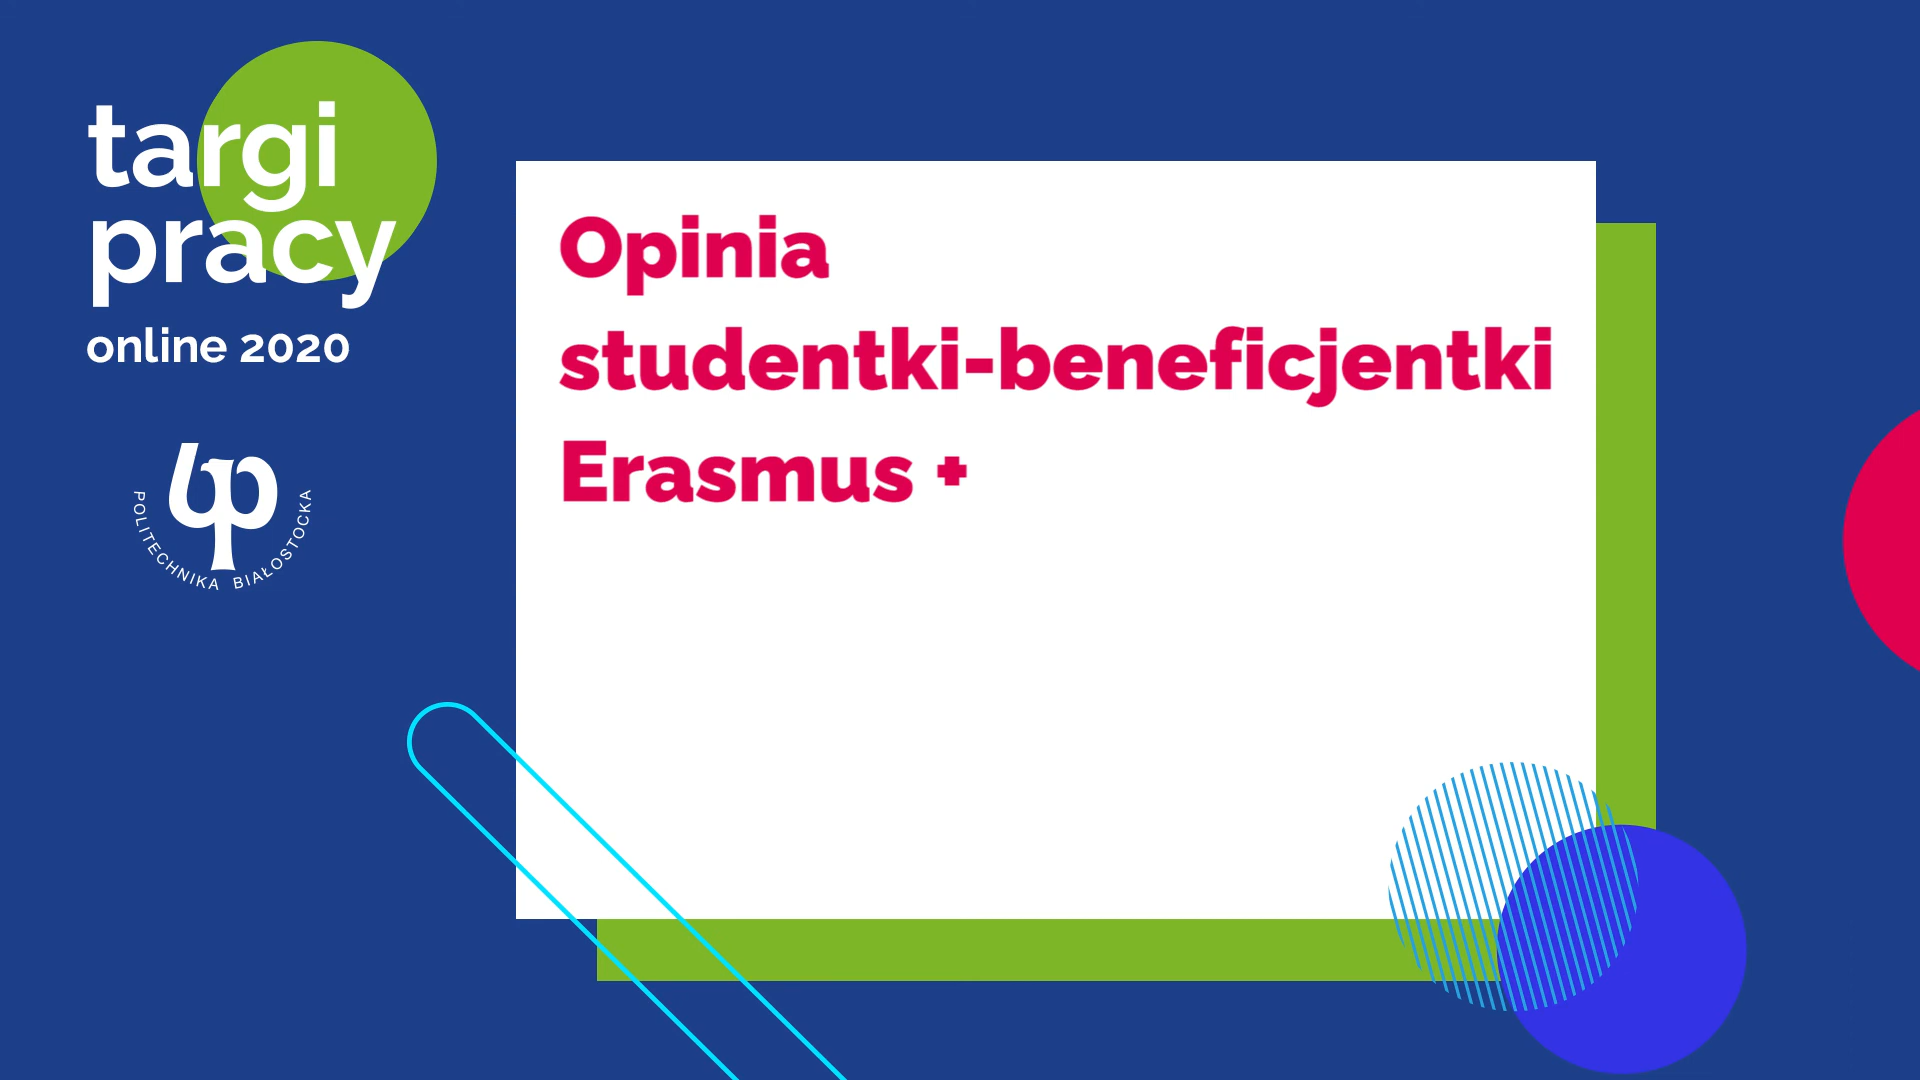 targi
pracy
online 2020
POLITECHNIKA BIAŁOSTOCKA
Opinia
studentki-beneficjentki
Erasmus +